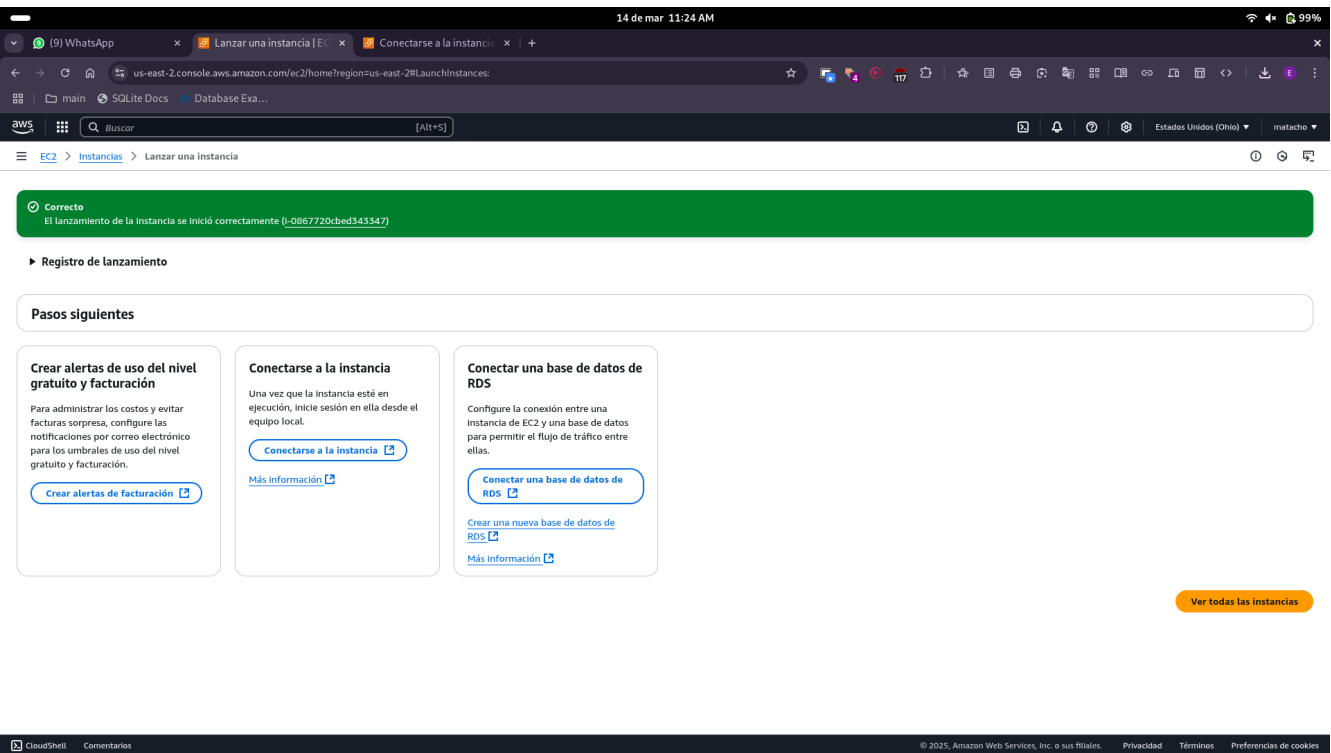 14 de mar 11:24 AM
99%
(9) WhatsApp
Lanzar una instancia | EC
Conectarse a la instancia
us-east-2.console.aws.amazon.com/ec2/home?region=us-east-2#LaunchInstances:
4
117
E
main
SQLite Docs
Database Exa…
aws
Buscar
[Alt+S]
Estados Unidos (Ohio)
matacho
EC2
Instancias
Lanzar una instancia
Correcto
El lanzamiento de la instancia se inició correctamente (i-0867720cbed343347)
Registro de lanzamiento
Pasos siguientes
Crear alertas de uso del nivel
gratuito y facturación
Para administrar los costos y evitar
facturas sorpresa, configure las
notificaciones por correo electrónico
para los umbrales de uso del nivel
gratuito y facturación.
Crear alertas de facturación
Conectarse a la instancia
Una vez que la instancia esté en
ejecución, inicie sesión en ella desde el
equipo local.
Conectarse a la instancia
Más información
Conectar una base de datos de
RDS
Configure la conexión entre una
instancia de EC2 y una base de datos
para permitir el flujo de tráfico entre
ellas.
Conectar una base de datos de
RDS
Crear una nueva base de datos de
RDS
Más información
Ver todas las instancias
CloudShell
Comentarios
© 2025, Amazon Web Services, Inc. o sus filiales.
Privacidad
Términos
Preferencias de cookies